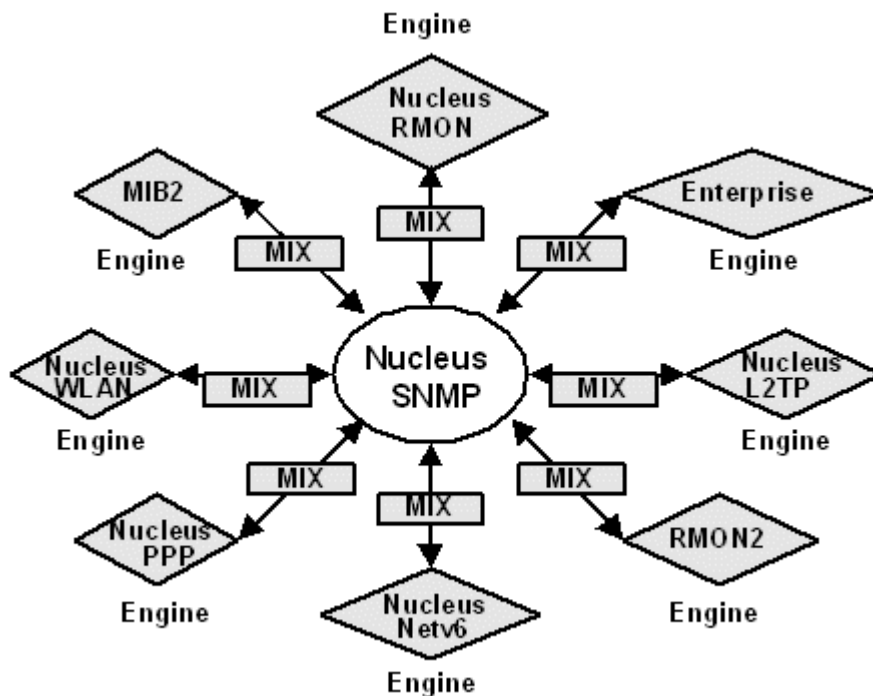 Engine
Nucleus
RMON
MIB2
Engine
MIX
MIX
MIX
Enterprise
Engine
Nucleus
WLAN
Engine
MIX
Nucleus
SNMP
MIX
Nucleus
L2TP
Engine
Nucleus
PPP
Engine
MIX
MIX
MIX
RMON2
Engine
Nucleus
Netv6
Engine